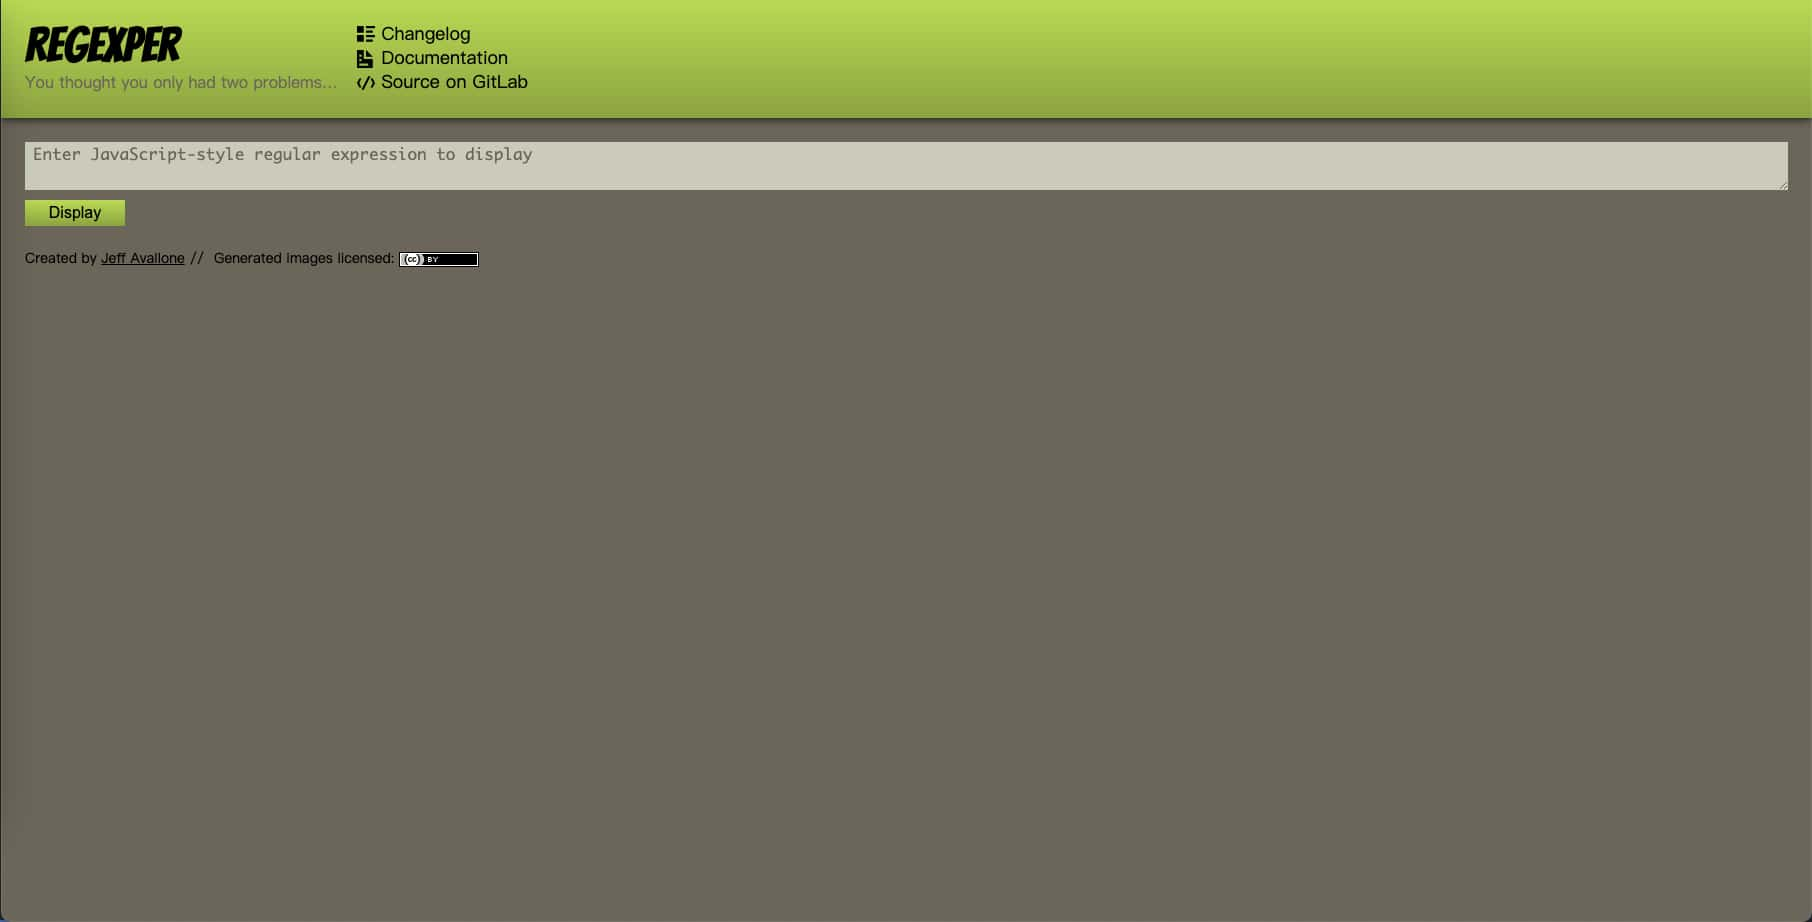 REGEXPER
You thought you only had two problems...
Changelog
Documentation
Source on GitLab
Enter JavaScript-style regular expression to display
Display
Created by Jeff Avallone // Generated images licensed: (cc) BY